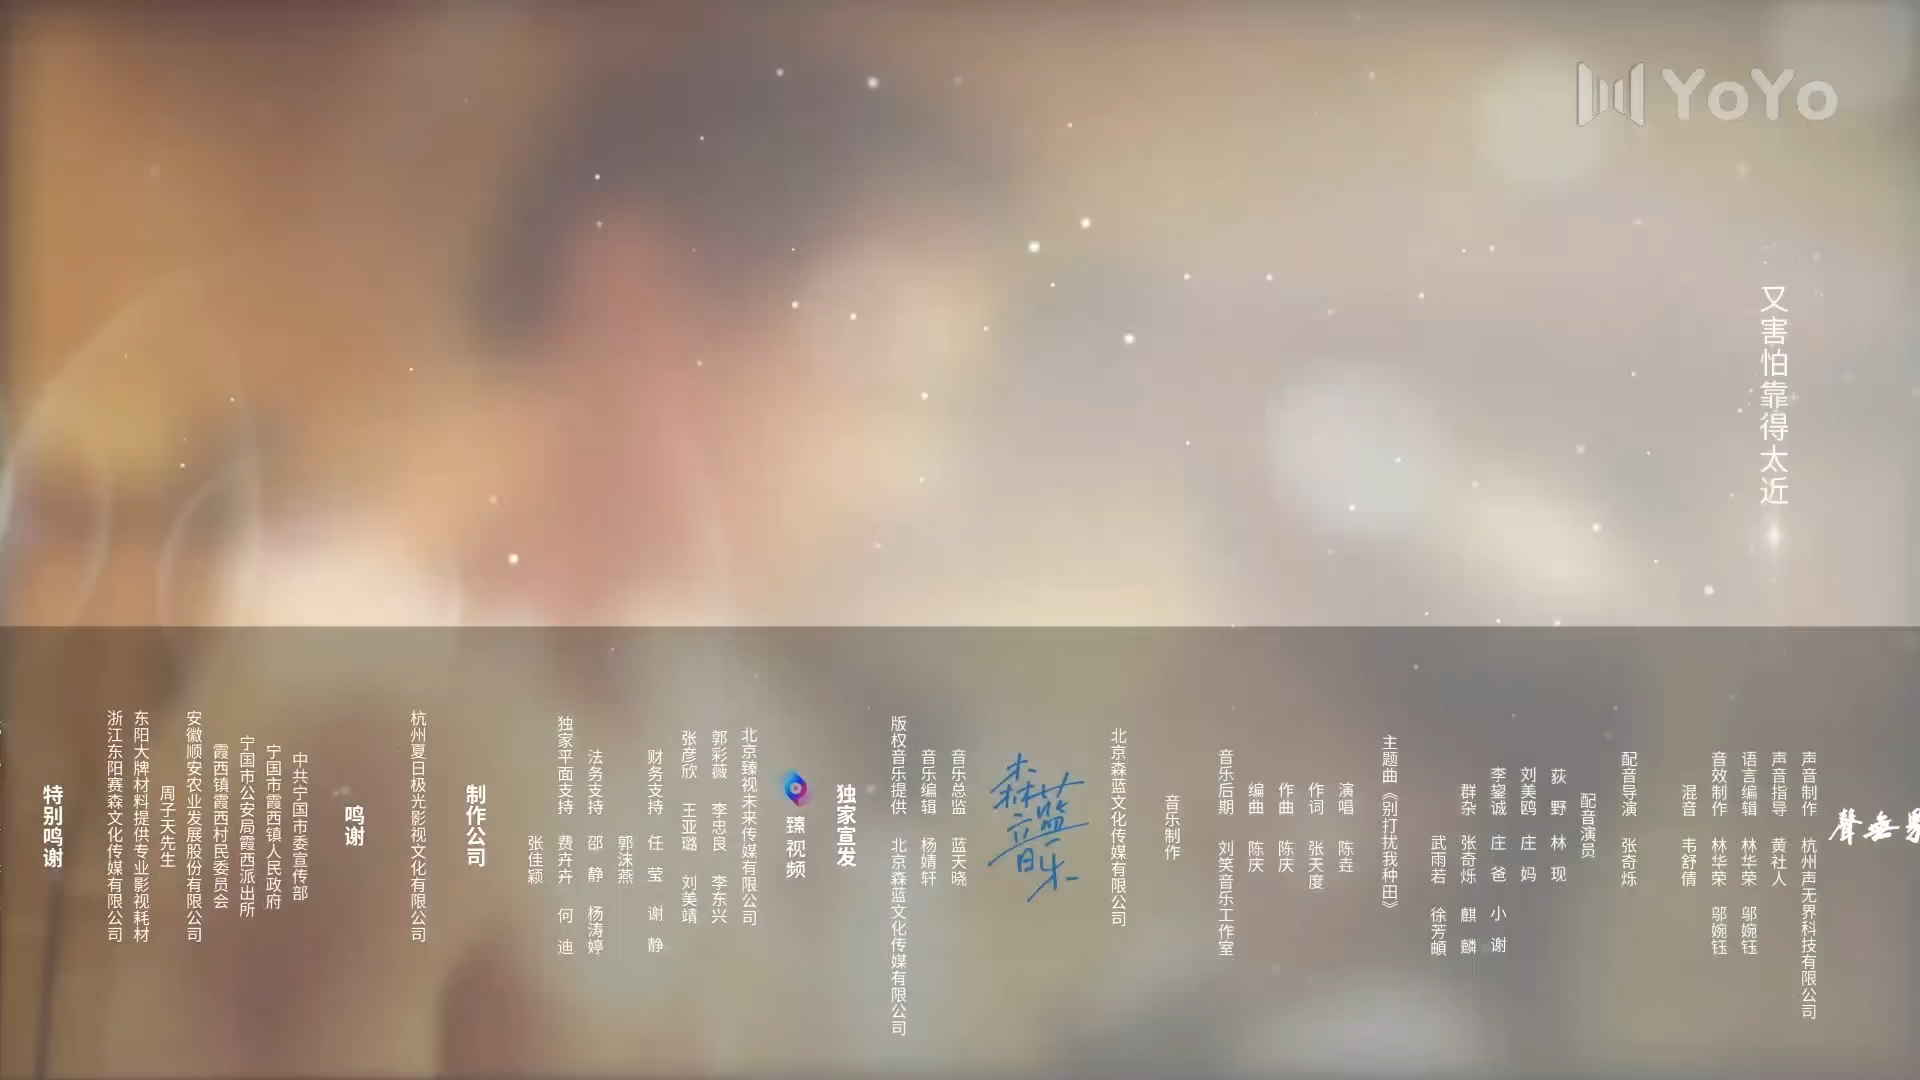 YoYo
又害怕靠得太近
聲無界
声音制作 杭州声无界科技有限公司
声音指导 黄社人
语言编辑 林华荣 邬婉钰
音效制作 林华荣 邬婉钰
混音 韦舒倩
配音导演 张奇烁
配音演员
荻野 林现
刘美鸥 庄妈
李鋆诚 庄爸 小谢
群杂 张奇烁 麒麟
武雨若 徐芳頔
主题曲《别打扰我种田》
演唱 陈垚
作词 张天度
作曲 陈庆
编曲 陈庆
音乐后期 刘笑音乐工作室
音乐制作
北京森蓝文化传媒有限公司
森藍音乐
音乐总监 蓝天晓
音乐编辑 杨婧轩
版权音乐提供 北京森蓝文化传媒有限公司
独家宣发
臻视频
北京臻视未来传媒有限公司
郭彩薇 李忠良 李东兴
张彦欣 王亚璐 刘美靖
财务支持 任莹 谢静
郭沫燕
法务支持 邵静 杨涛婷
独家平面支持 费卉卉 何迪
张佳颖
制作公司
杭州夏日极光影视文化有限公司
鸣谢
中共宁国市委宣传部
宁国市霞西镇人民政府
宁国市公安局霞西派出所
霞西镇霞西村民委员会
安徽顺安农业发展股份有限公司
周子天先生
东阳大牌材料提供专业影视耗材
浙江东阳赛森文化传媒有限公司
特别鸣谢